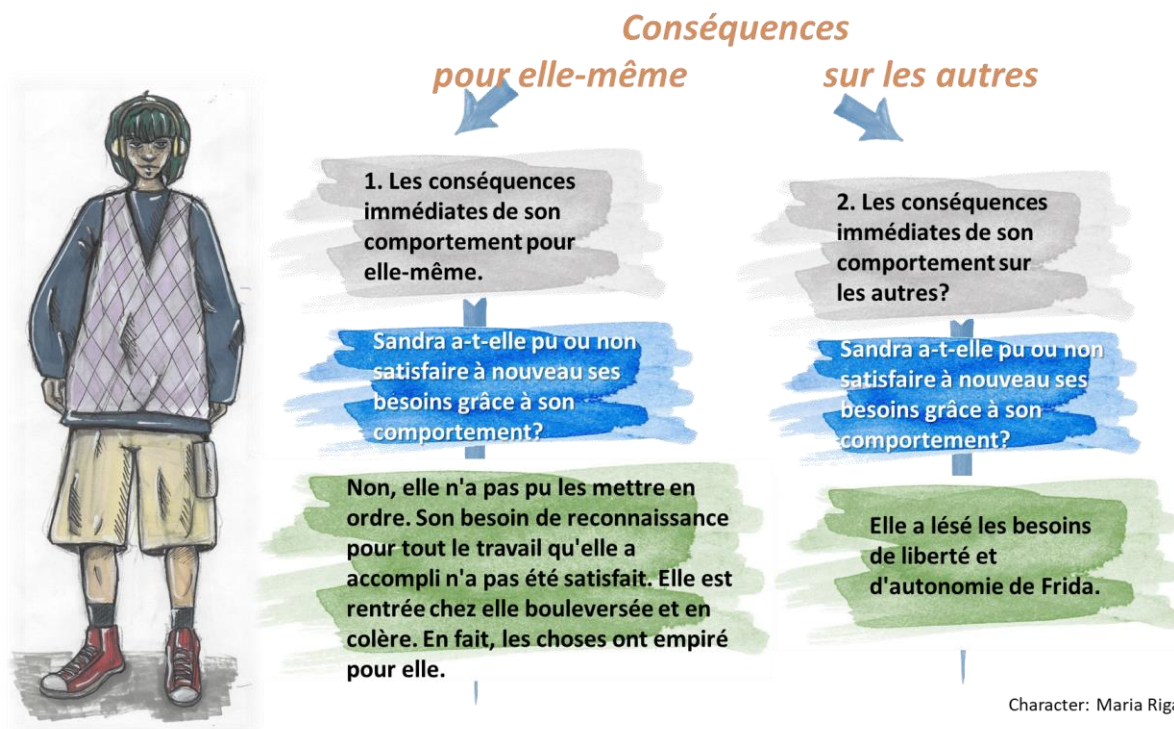 Conséquences
pour elle-même
sur les autres
1. Les conséquences
immédiates de son
comportement pour
elle-même.
Sandra a-t-elle pu ou non
satisfaire à nouveau ses
besoins grâce à son
comportement?
Non, elle n'a pas pu les mettre en
ordre. Son besoin de reconnaissance
pour tout le travail qu'elle a
accompli n'a pas été satisfait. Elle est
rentrée chez elle bouleversée et en
colère. En fait, les choses ont empiré
pour elle.
2. Les conséquences
immédiates de son
comportement sur
les autres?
Sandra a-t-elle pu ou non
satisfaire à nouveau ses
besoins grâce à son
comportement?
Elle a lésé les besoins
de liberté et
d'autonomie de Frida.
Character: Maria Riga